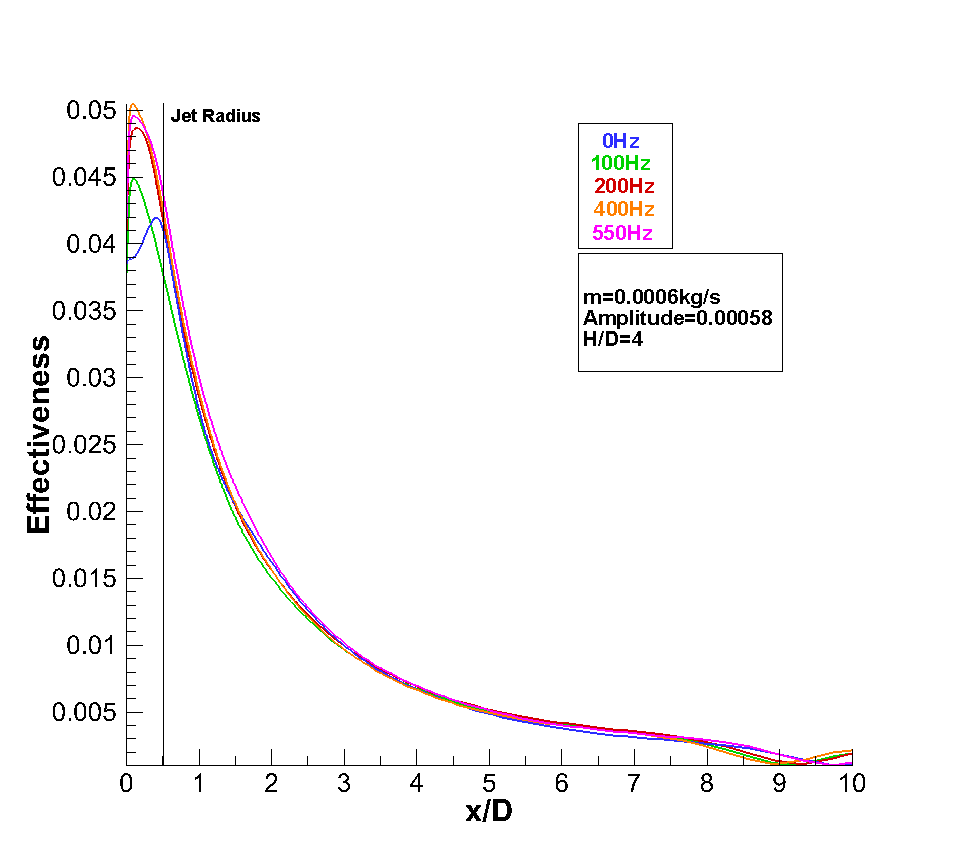 0.05
Jet Radius
0Hz
100Hz
200Hz
400Hz
550Hz
0.045
0.04
m=0.0006kg/s
Amplitude=0.00058
H/D=4
0.035
0.03
Effectiveness
0.025
0.02
0.015
0.01
0.005
0 1 2 3 4 5 6 7 8 9 10
x/D